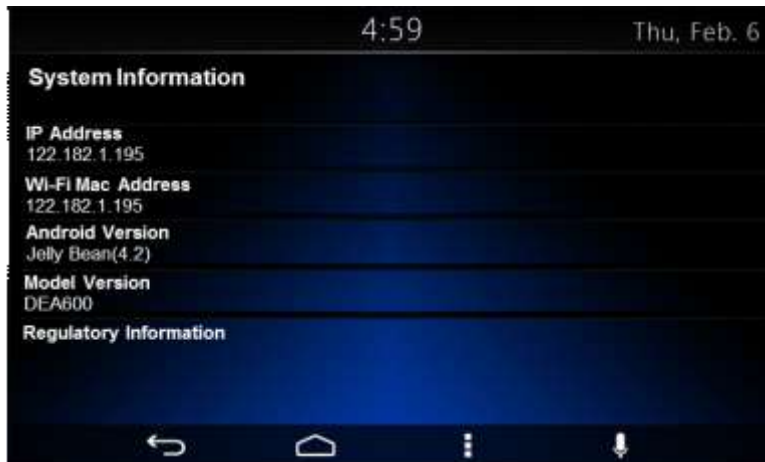 4:59
Thu, Feb. 6
System Information
IP Address
122.182.1.195
Wi-Fi Mac Address
122.182.1.195
Android Version
Jelly Bean(4.2)
Model Version
DEA600
Regulatory Information